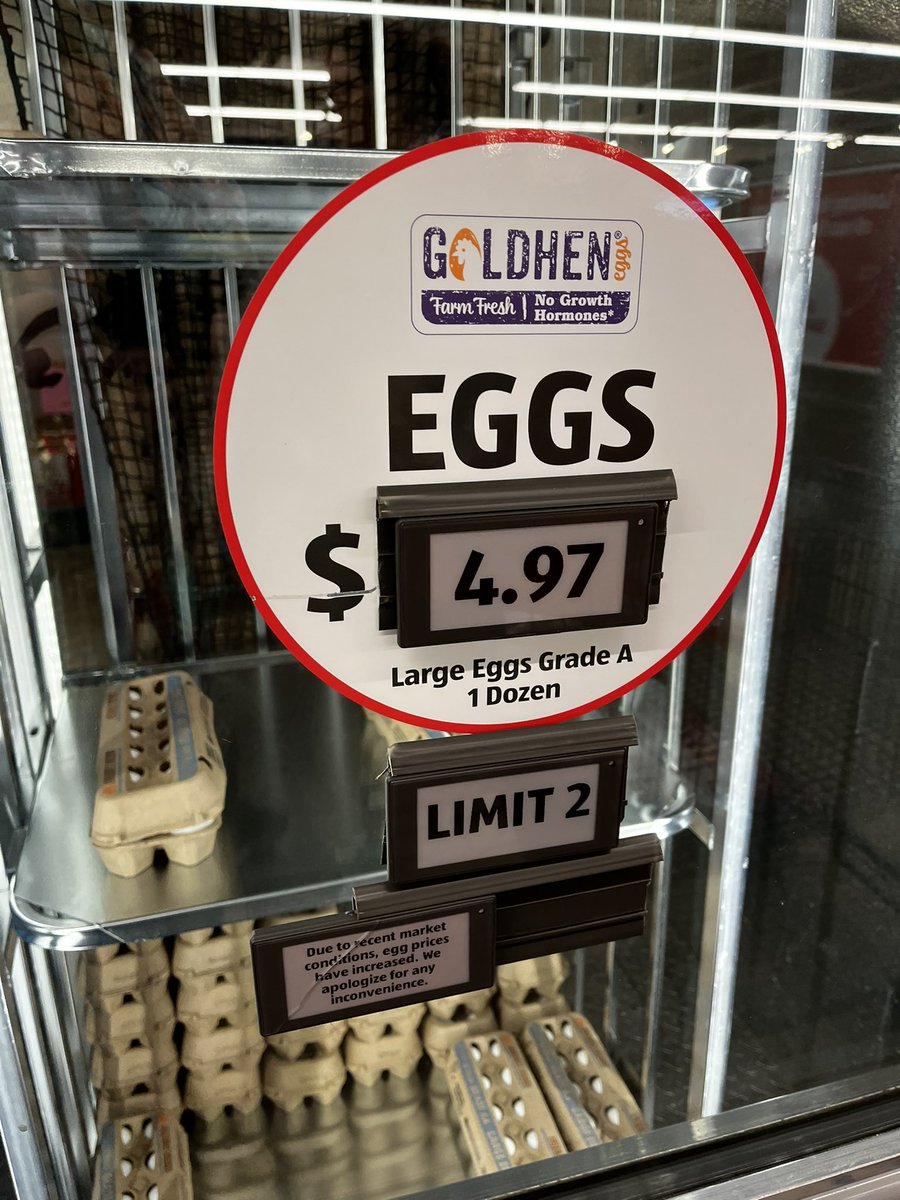 GOLDHEN® eggs
Farm Fresh | No Growth
Hormones*
EGGS
$ 4.97
Large Eggs Grade A
1 Dozen
LIMIT 2
Due to recent market
conditions, egg prices
have increased. We
apologize for any
inconvenience.